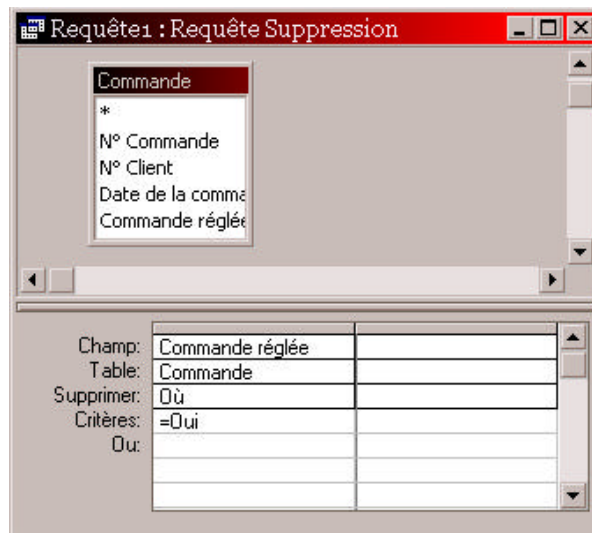 Requête1 : Requête Suppression
Commande
*
N° Commande
N° Client
Date de la comma
Commande réglée
Champ: Commande réglée
Table: Commande
Supprimer: Où
Critères: =Oui
Ou: